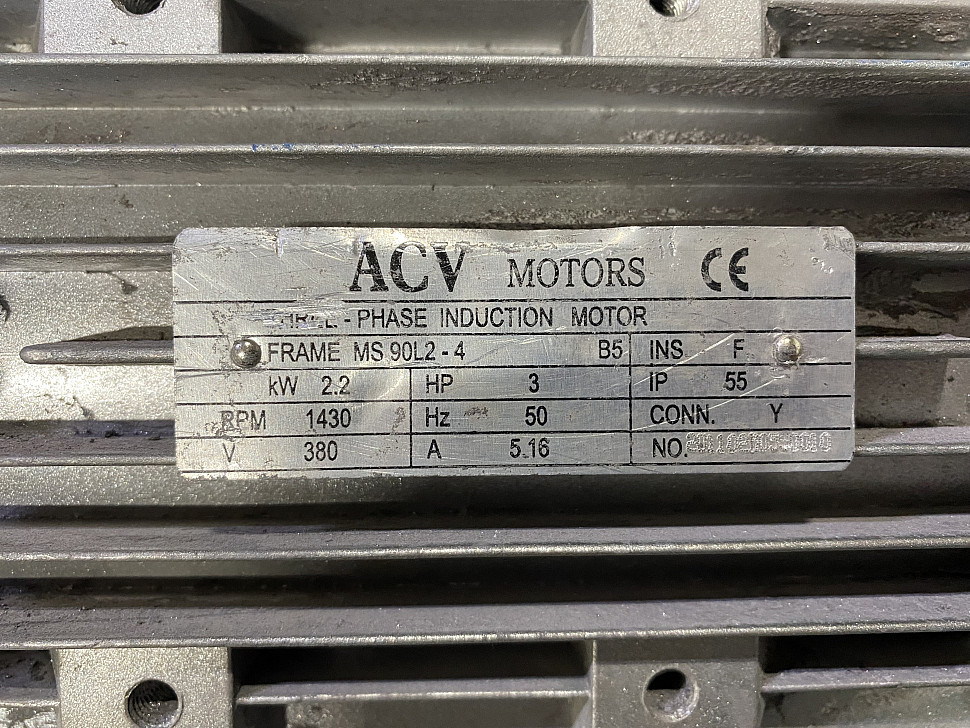 ACV MOTORS CE
- PHASE INDUCTION MOTOR
FRAME MS 90L2 - 4 B5 INS F
kW 2.2 HP 3 IP 55
RPM 1430 Hz 50 CONN. Y
V 380 A 5.16 NO.